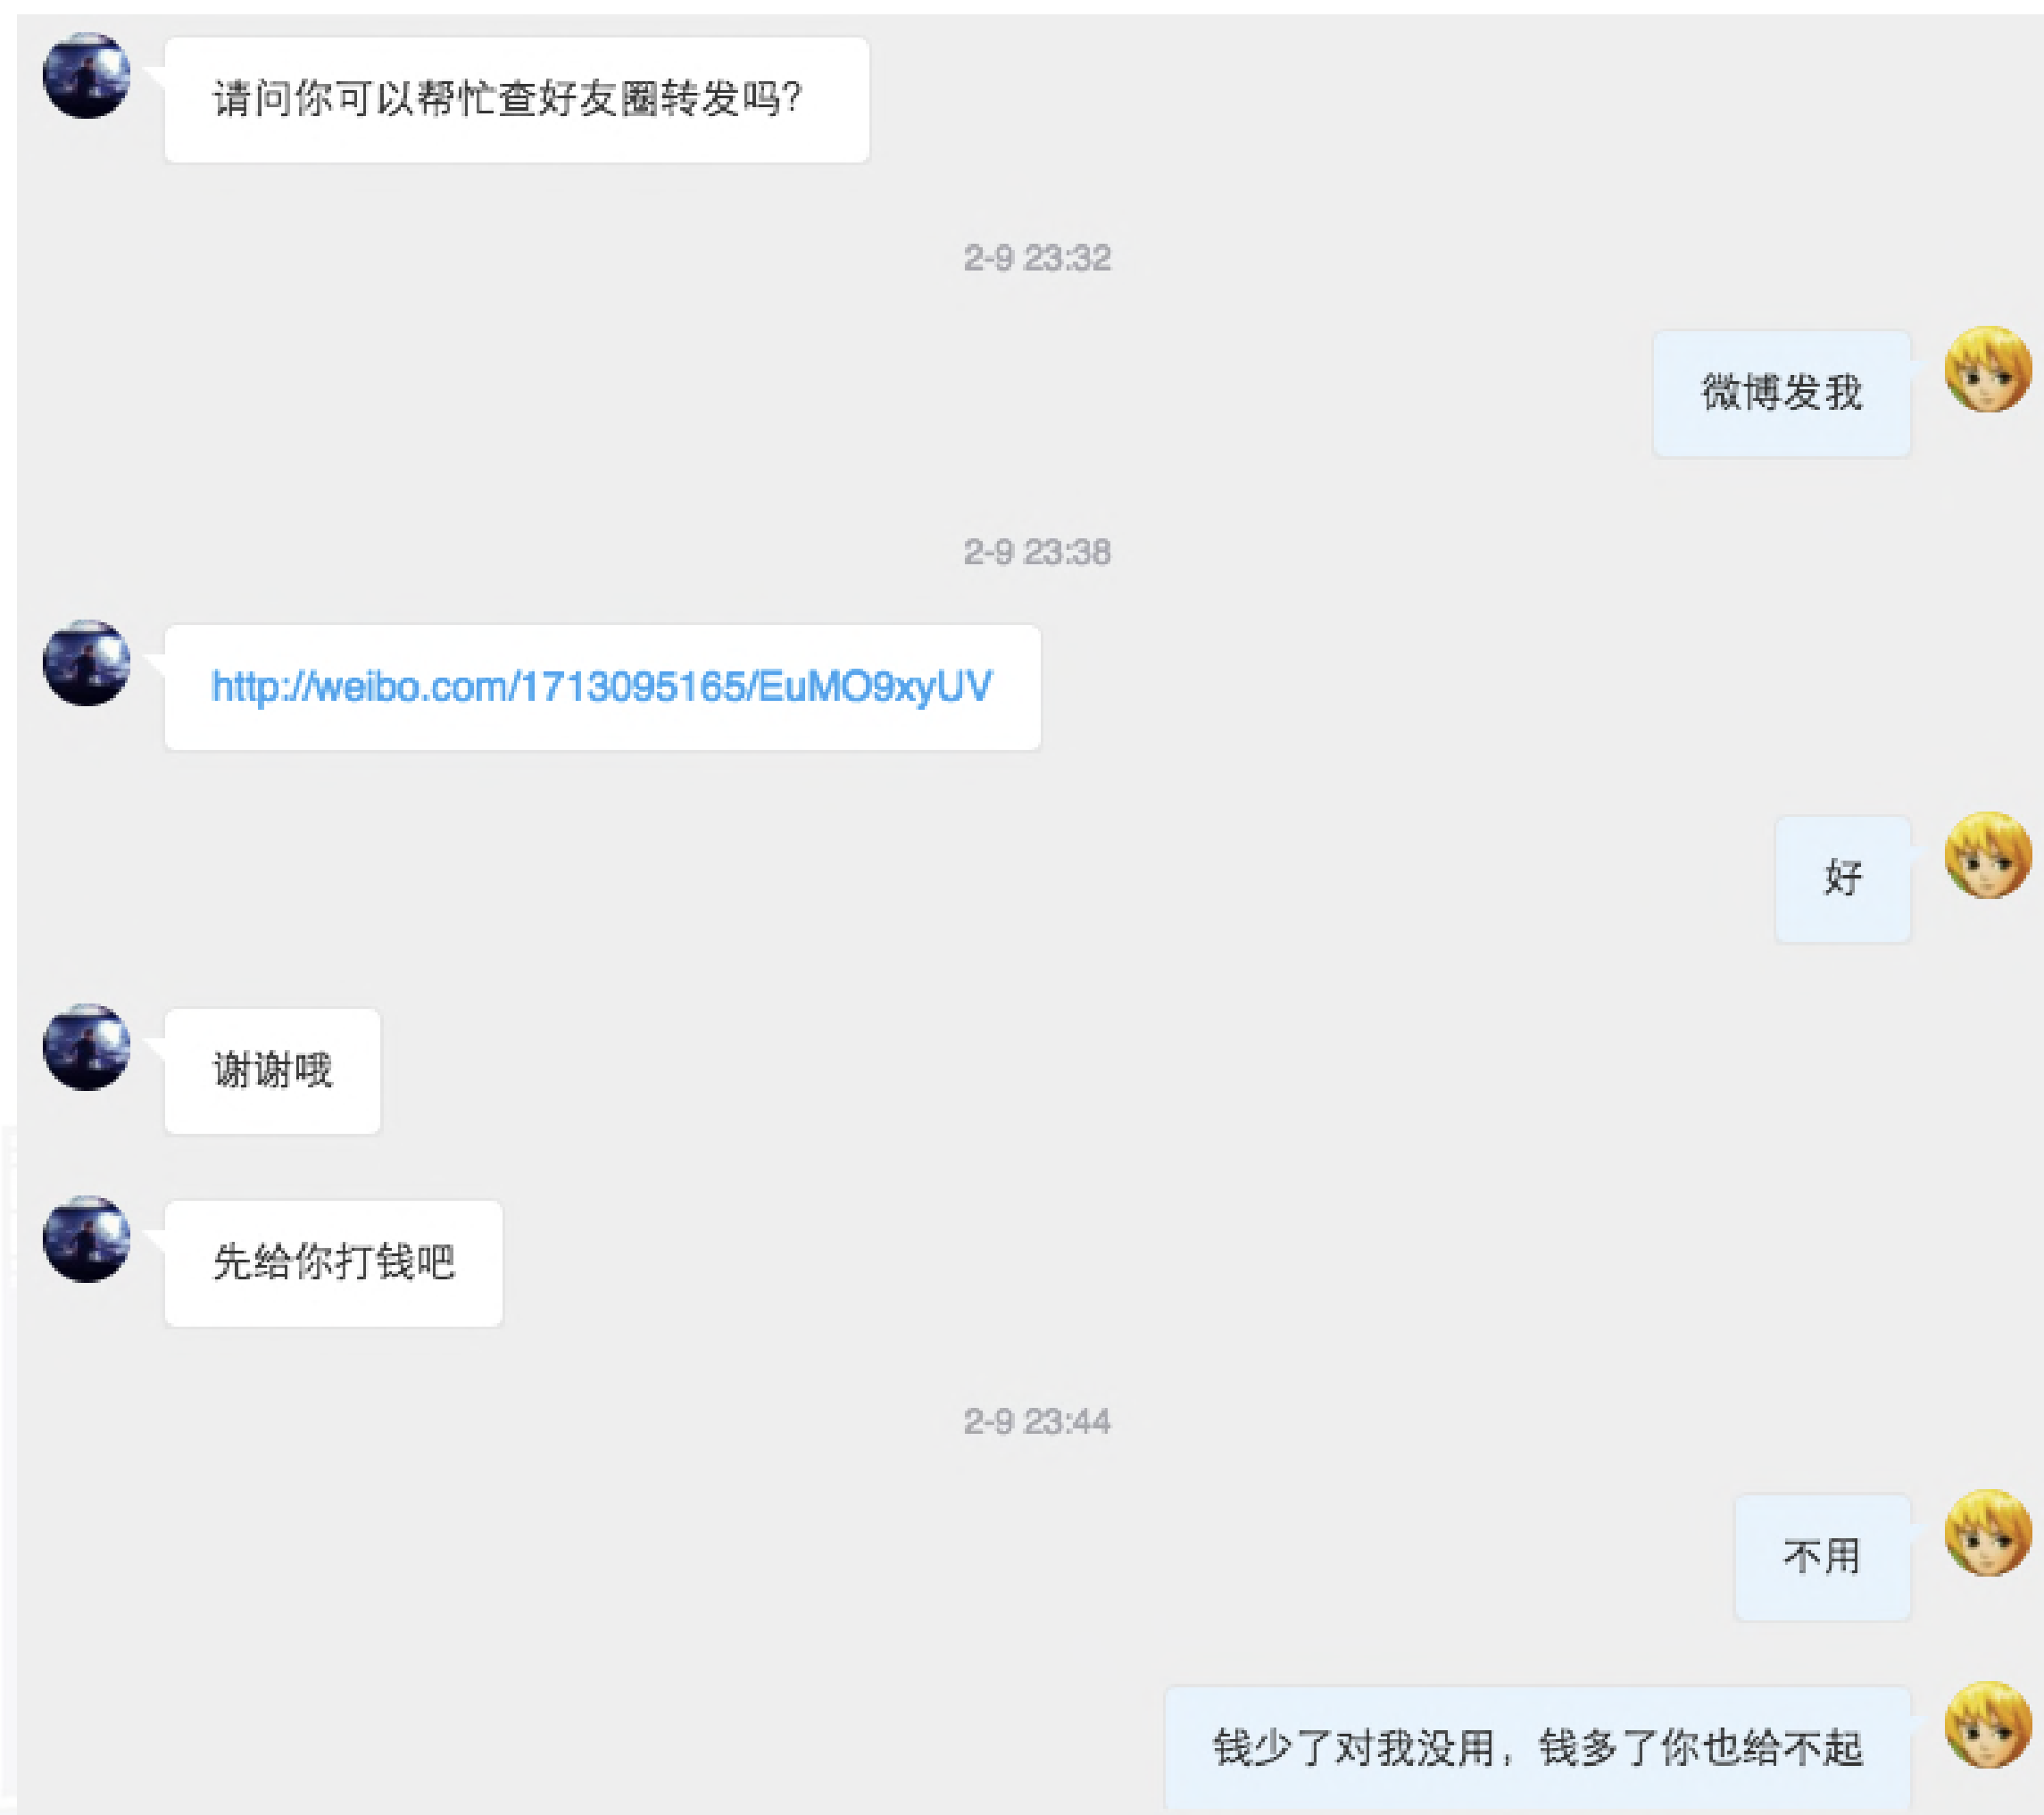 请问你可以帮忙查好友圈转发吗?
2-9 23:32
微博发我
2-9 23:38
http://weibo.com/1713095165/EuMO9xyUV
好
谢谢哦
先给你打钱吧
2-9 23:44
不用
钱少了对我没用，钱多了你也给不起